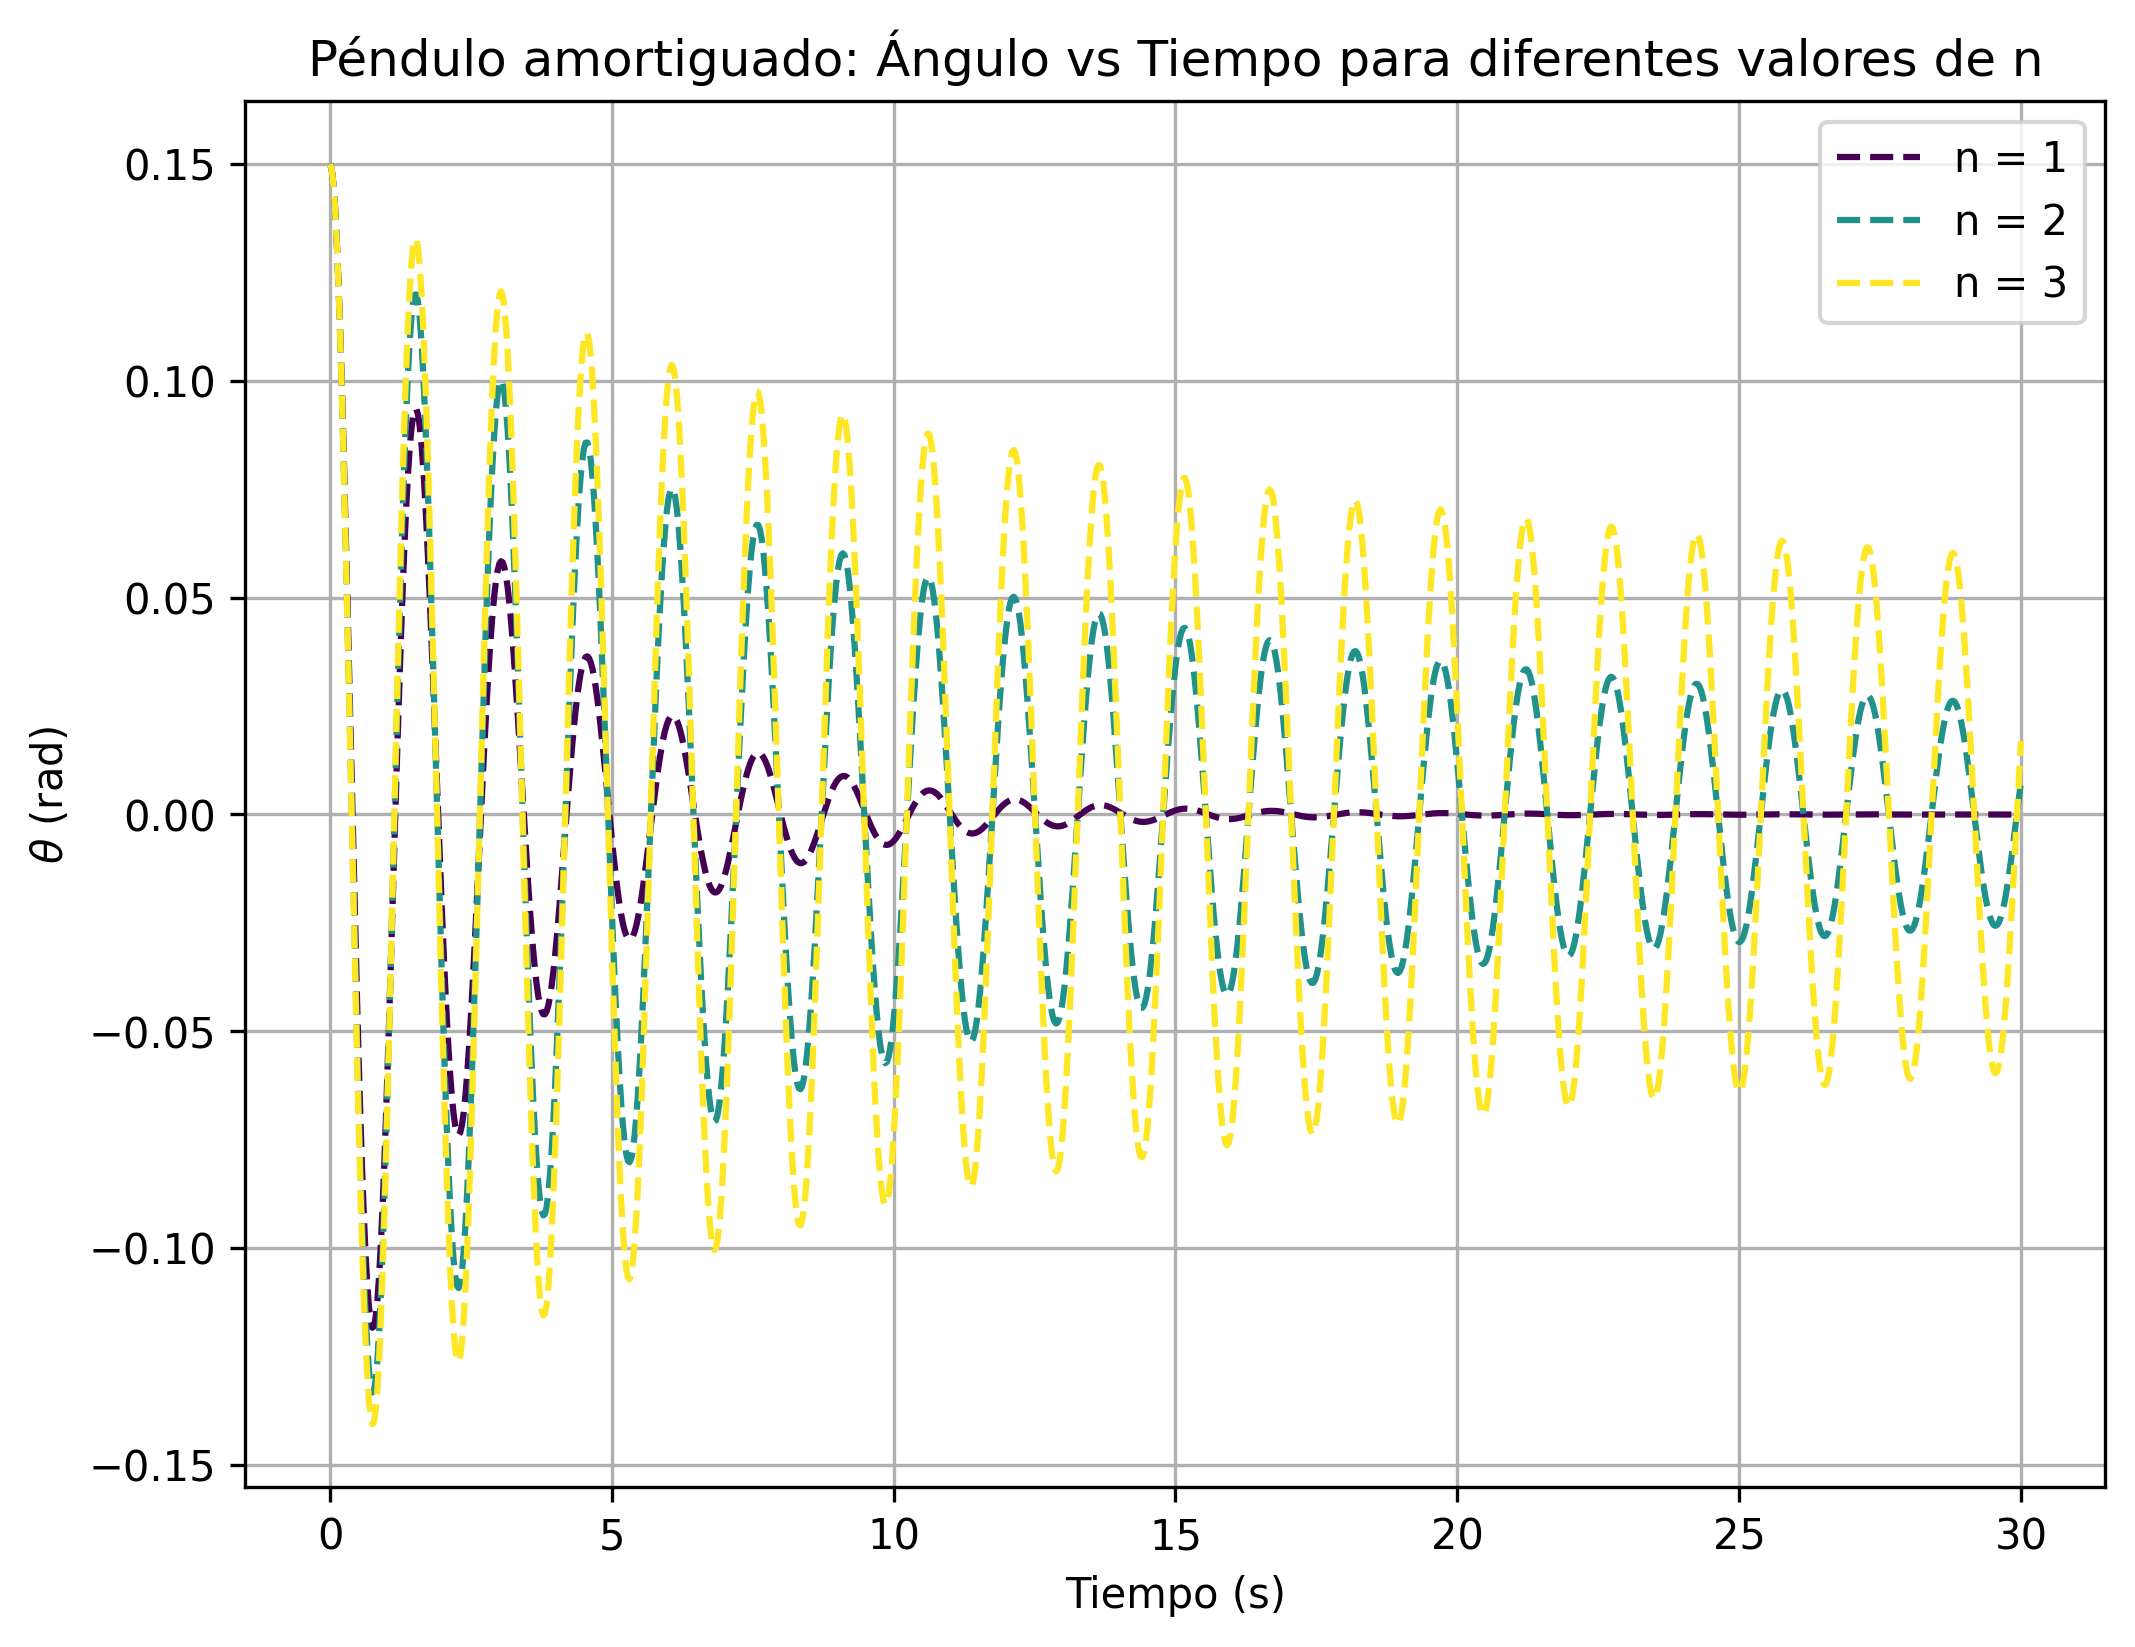 Péndulo amortiguado: Ángulo vs Tiempo para diferentes valores de n
n = 1
n = 2
n = 3
0.15
0.10
0.05
0.00
−0.05
−0.10
−0.15
θ (rad)
0 5 10 15 20 25 30
Tiempo (s)